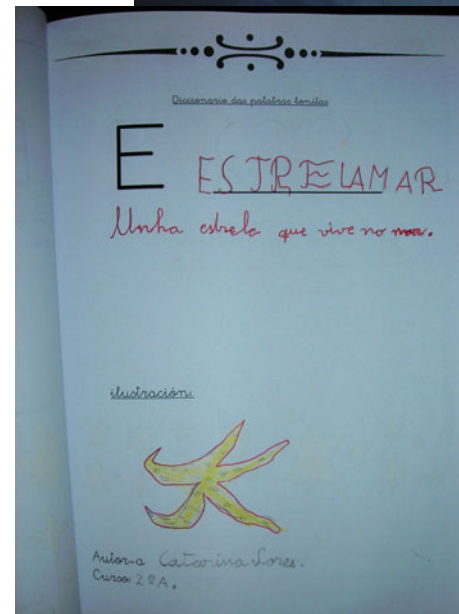 Diccionario das palabras bonitas
E ESTRELAMAR
Unha estrela que vive no mar.
ilustración:
Autor-a Catarina Lores.
Curso: 2ºA.